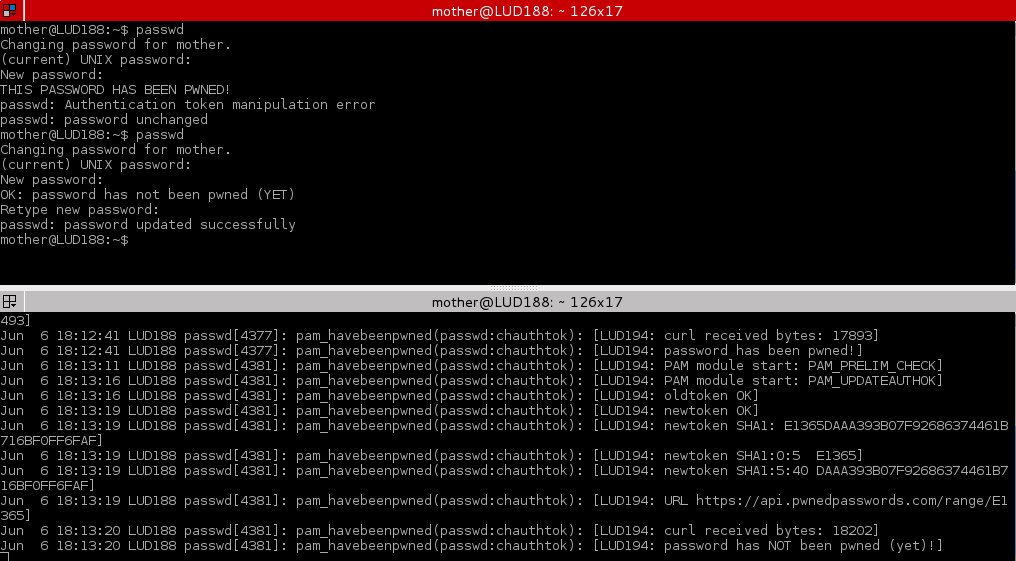 mother@LUD188: ~ 126x17
mother@LUD188:~$ passwd
Changing password for mother.
(current) UNIX password:
New password:
THIS PASSWORD HAS BEEN PWNED!
passwd: Authentication token manipulation error
passwd: password unchanged
mother@LUD188:~$ passwd
Changing password for mother.
(current) UNIX password:
New password:
OK: password has not been pwned (YET)
Retype new password:
passwd: password updated successfully
mother@LUD188:~$
mother@LUD188: ~ 126x17
493]
Jun  6 18:12:41 LUD188 passwd[4377]: pam_havebeenpwned(passwd:chauthtok): [LUD194: curl received bytes: 17893]
Jun  6 18:12:41 LUD188 passwd[4377]: pam_havebeenpwned(passwd:chauthtok): [LUD194: password has been pwned!]
Jun  6 18:13:11 LUD188 passwd[4381]: pam_havebeenpwned(passwd:chauthtok): [LUD194: PAM module start: PAM_PRELIM_CHECK]
Jun  6 18:13:16 LUD188 passwd[4381]: pam_havebeenpwned(passwd:chauthtok): [LUD194: PAM module start: PAM_UPDATEAUTHOK]
Jun  6 18:13:16 LUD188 passwd[4381]: pam_havebeenpwned(passwd:chauthtok): [LUD194: oldtoken OK]
Jun  6 18:13:19 LUD188 passwd[4381]: pam_havebeenpwned(passwd:chauthtok): [LUD194: newtoken OK]
Jun  6 18:13:19 LUD188 passwd[4381]: pam_havebeenpwned(passwd:chauthtok): [LUD194: newtoken SHA1: E1365DAAA393B07F92686374461B
716BF0FF6FAF]
Jun  6 18:13:19 LUD188 passwd[4381]: pam_havebeenpwned(passwd:chauthtok): [LUD194: newtoken SHA1:0:5  E1365]
Jun  6 18:13:19 LUD188 passwd[4381]: pam_havebeenpwned(passwd:chauthtok): [LUD194: newtoken SHA1:5:40 DAAA393B07F92686374461B7
16BF0FF6FAF]
Jun  6 18:13:19 LUD188 passwd[4381]: pam_havebeenpwned(passwd:chauthtok): [LUD194: URL https://api.pwnedpasswords.com/range/E1
365]
Jun  6 18:13:20 LUD188 passwd[4381]: pam_havebeenpwned(passwd:chauthtok): [LUD194: curl received bytes: 18202]
Jun  6 18:13:20 LUD188 passwd[4381]: pam_havebeenpwned(passwd:chauthtok): [LUD194: password has NOT been pwned (yet)!]